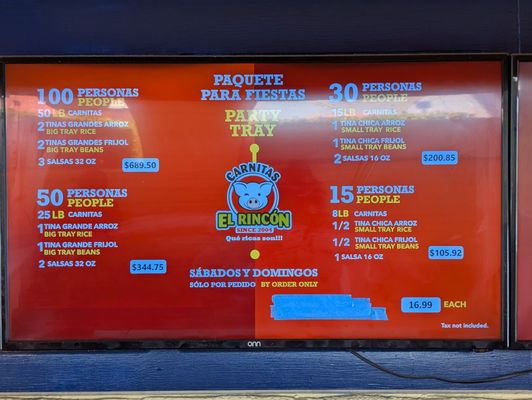 100 PERSONAS
PEOPLE
50 LB CARNITAS
2 TINAS GRANDES ARROZ
BIG TRAY RICE
2 TINAS GRANDES FRIJOL
BIG TRAY BEANS
3 SALSAS 32 OZ
$689.50
50 PERSONAS
PEOPLE
25 LB CARNITAS
1 TINA GRANDE ARROZ
BIG TRAY RICE
1 TINA GRANDE FRIJOL
BIG TRAY BEANS
2 SALSAS 32 OZ
$344.75
PAQUETE
PARA FIESTAS
PARTY
TRAY
CARNITAS
EL RINCÓN
SINCE 2004
Qué ricas son!!!
SÁBADOS Y DOMINGOS
SÓLO POR PEDIDO BY ORDER ONLY
30 PERSONAS
PEOPLE
15 LB CARNITAS
1 TINA CHICA ARROZ
SMALL TRAY RICE
1 TINA CHICA FRIJOL
SMALL TRAY BEANS
2 SALSAS 16 OZ
$200.85
15 PERSONAS
PEOPLE
8 LB CARNITAS
1/2 TINA CHICA ARROZ
SMALL TRAY RICE
1/2 TINA CHICA FRIJOL
SMALL TRAY BEANS
1 SALSA 16 OZ
$105.92
16.99 EACH
Tax not included.
onn